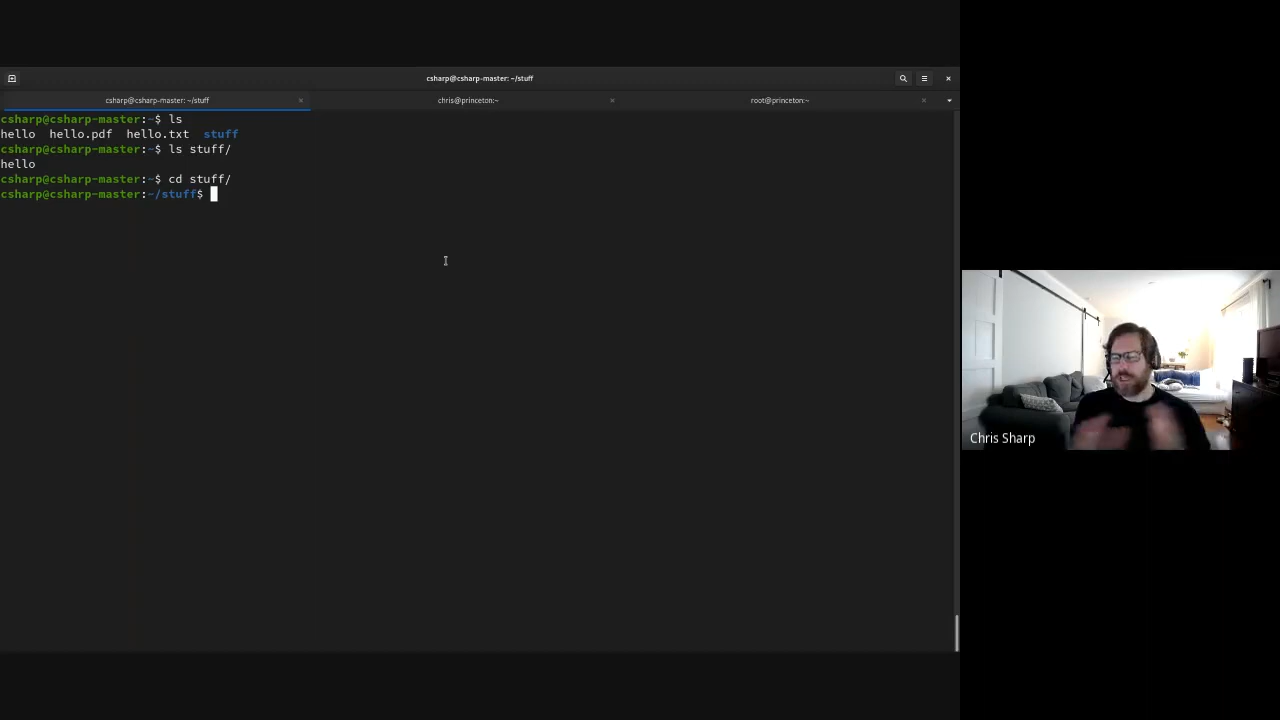 csharp@csharp-master: ~/stuff
csharp@csharp-master: ~/stuff
chris@princeton:~
root@princeton:~
csharp@csharp-master:~$ ls
hello  hello.pdf  hello.txt  stuff
csharp@csharp-master:~$ ls stuff/
hello
csharp@csharp-master:~$ cd stuff/
csharp@csharp-master:~/stuff$
Chris Sharp